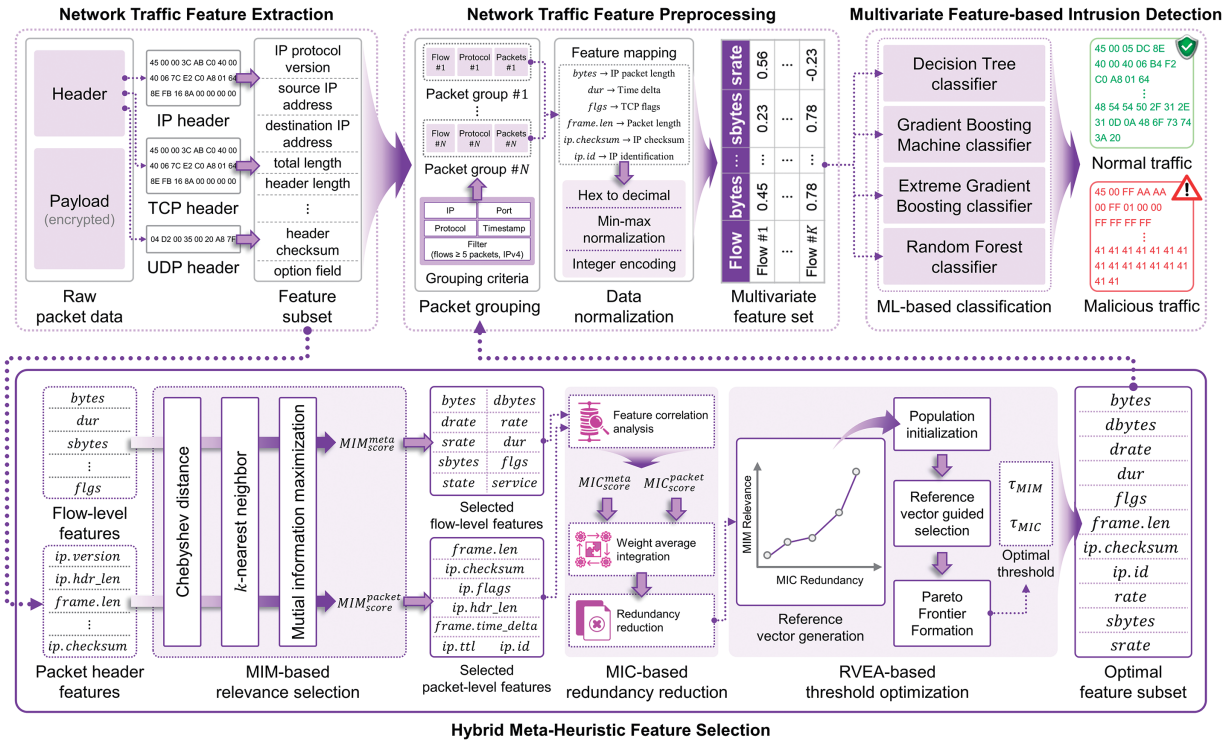 Network Traffic Feature Extraction
Header
Payload
(encrypted)
Raw
packet data
45 00 00 3C AB C0 40 00
40 06 7C E2 C0 A8 01 64
8E FB 16 8A 00 00 00 00
IP header
45 00 00 3C AB C0 40 00
40 06 7C E2 C0 A8 01 64
8E FB 16 8A 00 00 00 00
TCP header
04 D2 00 35 00 20 A8 7F
UDP header
IP protocol
version
source IP
address
destination IP
address
total length
header length
⋮
header
checksum
option field
Feature
subset
Network Traffic Feature Preprocessing
Flow Protocol Packets
#1 #1 #1
Packet group #1
⋮
Flow Protocol Packets
#N #N #N
Packet group #N
IP Port
Protocol Timestamp
Filter
(flows ≥ 5 packets, IPv4)
Grouping criteria
Packet grouping
Feature mapping
bytes → IP packet length
dur → Time delta
flgs → TCP flags
frame.len → Packet length
ip.checksum → IP checksum
ip.id → IP identification
Hex to decimal
Min-max
normalization
Integer encoding
Data
normalization
Flow bytes ... sbytes srate
Flow #1 0.45 ... 0.23 0.56
... ... ... ... ...
Flow #K 0.78 ... 0.78 -0.23
Multivariate
feature set
Multivariate Feature-based Intrusion Detection
Decision Tree
classifier
Gradient Boosting
Machine classifier
Extreme Gradient
Boosting classifier
Random Forest
classifier
ML-based classification
45 00 05 DC 8E
40 00 40 06 B4 F2
C0 A8 01 64
⋮
48 54 54 50 2F 31 2E
31 0D 0A 48 6F 73 74
3A 20
Normal traffic
45 00 FF AA AA
00 FF 01 00 00
FF FF FF FF
⋮
41 41 41 41 41 41 41
41 41 41 41 41 41 41
41 41
Malicious traffic
bytes
dur
sbytes
⋮
flgs
Flow-level
features
ip.version
ip.hdr_len
frame.len
⋮
ip.checksum
Packet header
features
Chebyshev distance
k-nearest neighbor
Mutial information maximization
MIM meta score
MIM packet score
MIM-based
relevance selection
bytes dbytes
drate rate
srate dur
sbytes flgs
state service
Selected
flow-level features
frame.len
ip.checksum
ip.flags
ip.hdr_len
frame.time_delta
ip.ttl ip.id
Selected
packet-level features
Feature correlation
analysis
MIC meta score MIC packet score
Weight average
integration
Redundancy
reduction
MIC-based
redundancy reduction
MIM Relevance
MIC Redundancy
Reference
vector generation
Population
initialization
Reference
vector guided
selection
Pareto
Frontier
Formation
τMIM
τMIC
Optimal
threshold
RVEA-based
threshold optimization
bytes
dbytes
drate
dur
flgs
frame.len
ip.checksum
ip.id
rate
sbytes
srate
Optimal
feature subset
Hybrid Meta-Heuristic Feature Selection